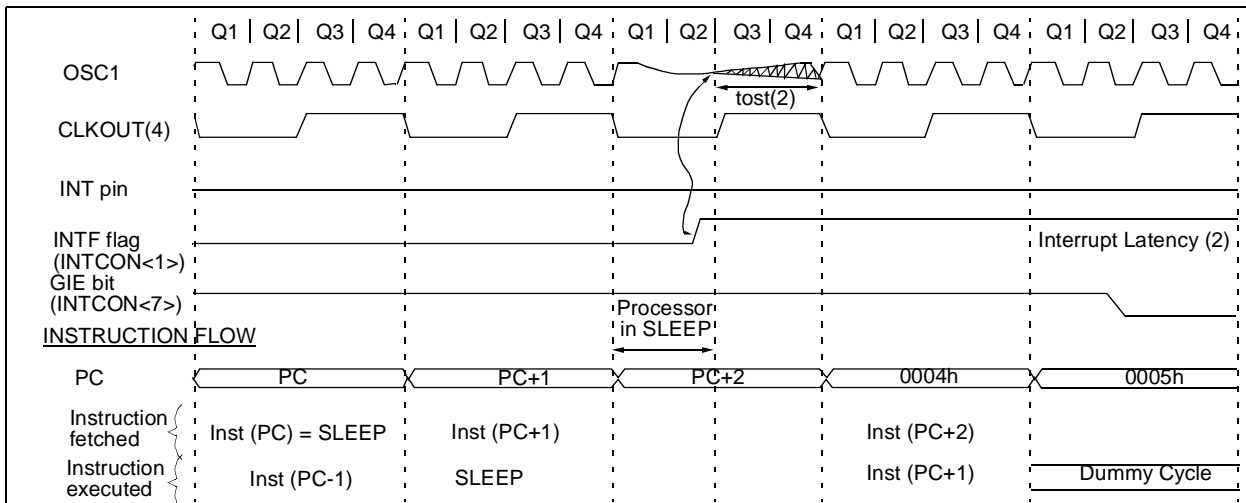 Q1 Q2 Q3 Q4 Q1 Q2 Q3 Q4 Q1 Q2 Q3 Q4 Q1 Q2 Q3 Q4 Q1 Q2 Q3 Q4
OSC1
tost(2)
CLKOUT(4)
INT pin
INTF flag
(INTCON<1>)
Interrupt Latency (2)
GIE bit
(INTCON<7>)
Processor
in SLEEP
INSTRUCTION FLOW
PC PC PC+1 PC+2 0004h 0005h
Instruction
fetched
Inst (PC) = SLEEP Inst (PC+1) Inst (PC+2)
Instruction
executed
Inst (PC-1) SLEEP Inst (PC+1) Dummy Cycle